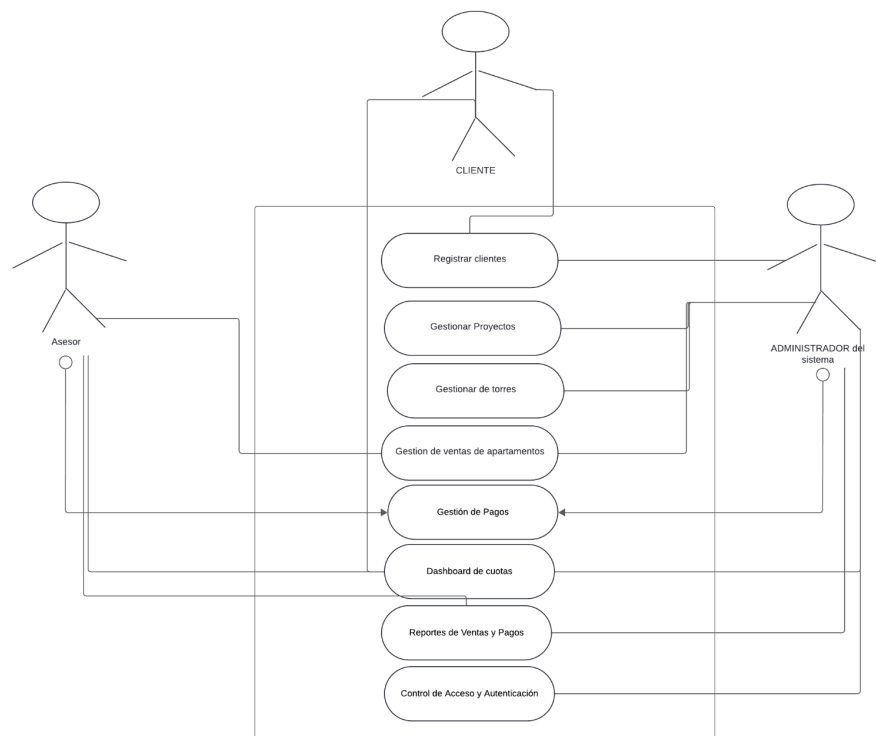 CLIENTE
Registrar clientes
Gestionar Proyectos
Asesor
ADMINISTRADOR del
sistema
Gestionar de torres
Gestion de ventas de apartamentos
Gestión de Pagos
Dashboard de cuotas
Reportes de Ventas y Pagos
Control de Acceso y Autenticación